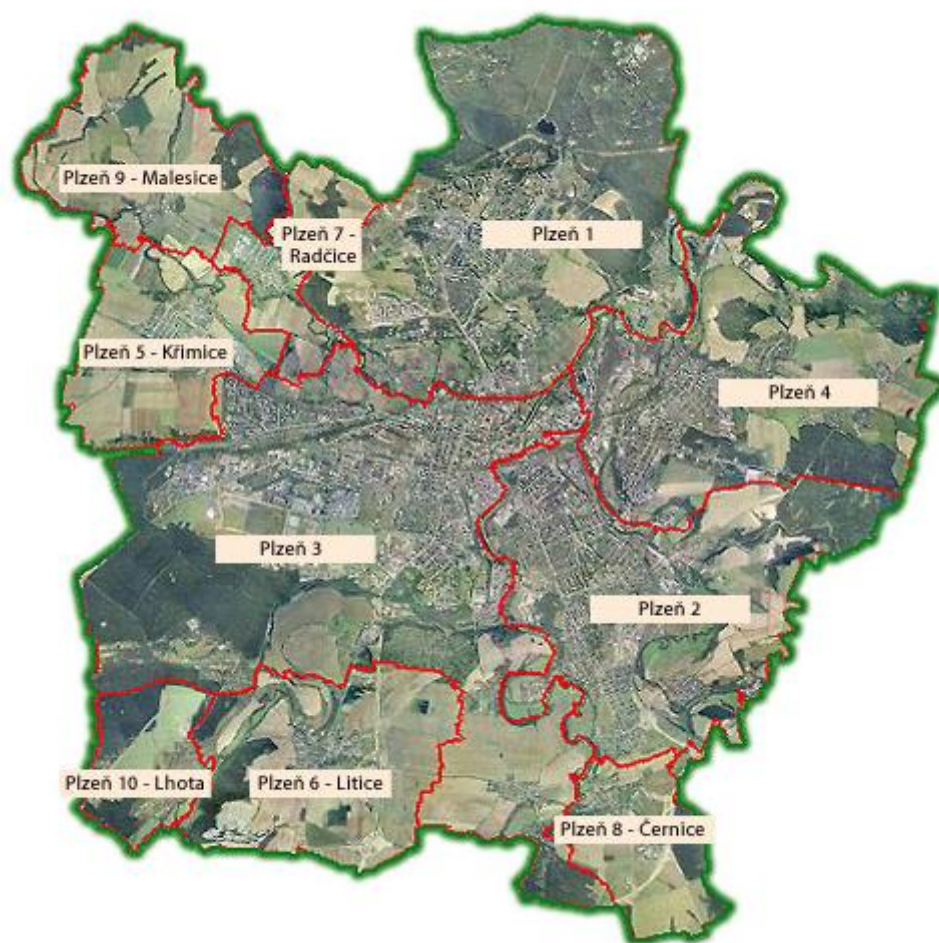 Plzeň 9 - Malesice
Plzeň 7 -
Radčice
Plzeň 1
Plzeň 5 - Křimice
Plzeň 4
Plzeň 3
Plzeň 2
Plzeň 10 - Lhota
Plzeň 6 - Litice
Plzeň 8 - Černice